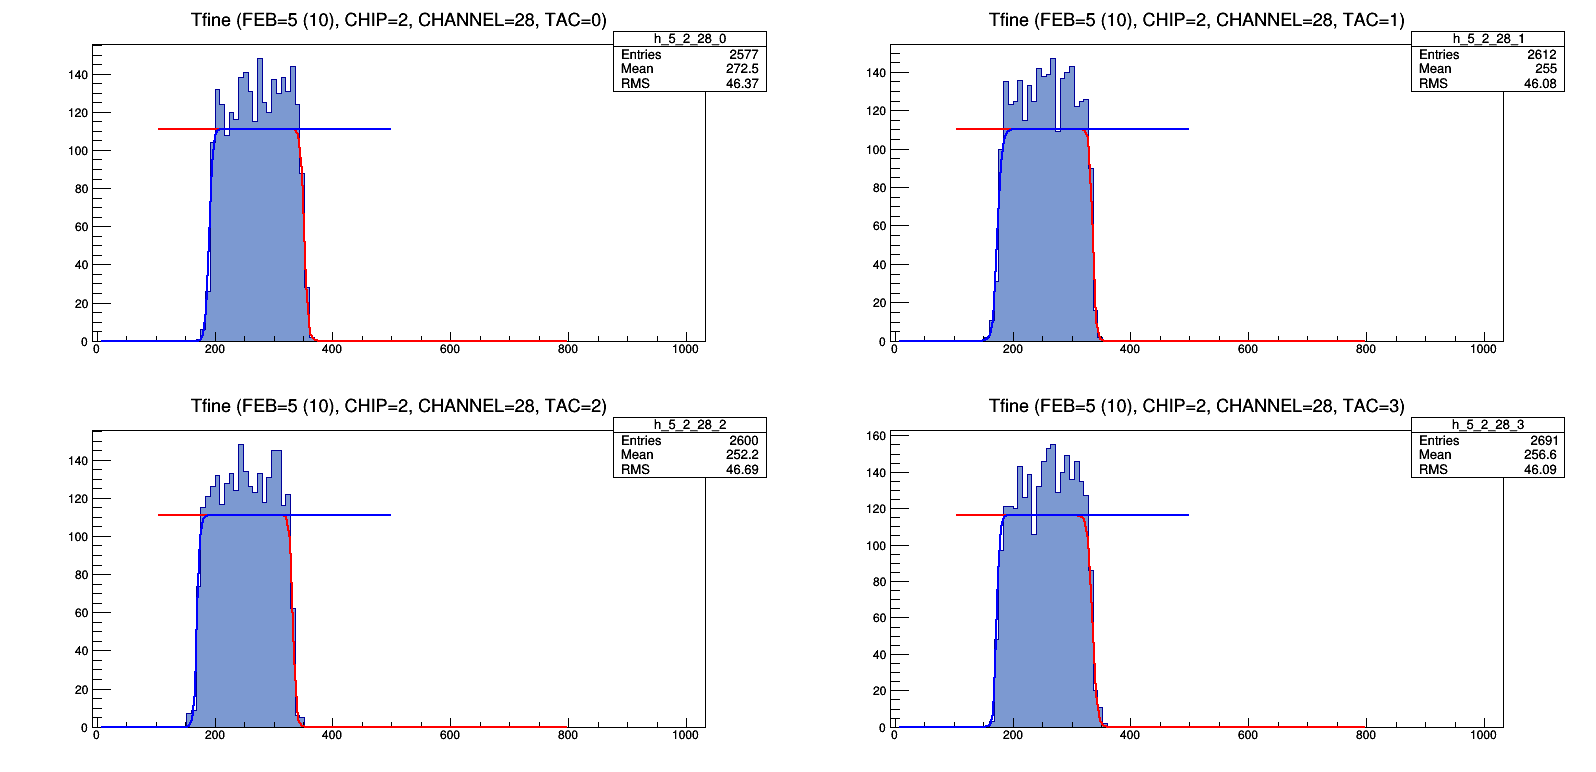 Tfine (FEB=5 (10), CHIP=2, CHANNEL=28, TAC=0)
h_5_2_28_0
Entries 2577
Mean 272.5
RMS 46.37
140
120
100
80
60
40
20
0
0 200 400 600 800 1000
Tfine (FEB=5 (10), CHIP=2, CHANNEL=28, TAC=1)
h_5_2_28_1
Entries 2612
Mean 255
RMS 46.08
140
120
100
80
60
40
20
0
0 200 400 600 800 1000
Tfine (FEB=5 (10), CHIP=2, CHANNEL=28, TAC=2)
h_5_2_28_2
Entries 2600
Mean 252.2
RMS 46.69
140
120
100
80
60
40
20
0
0 200 400 600 800 1000
Tfine (FEB=5 (10), CHIP=2, CHANNEL=28, TAC=3)
h_5_2_28_3
Entries 2691
Mean 256.6
RMS 46.09
160
140
120
100
80
60
40
20
0
0 200 400 600 800 1000